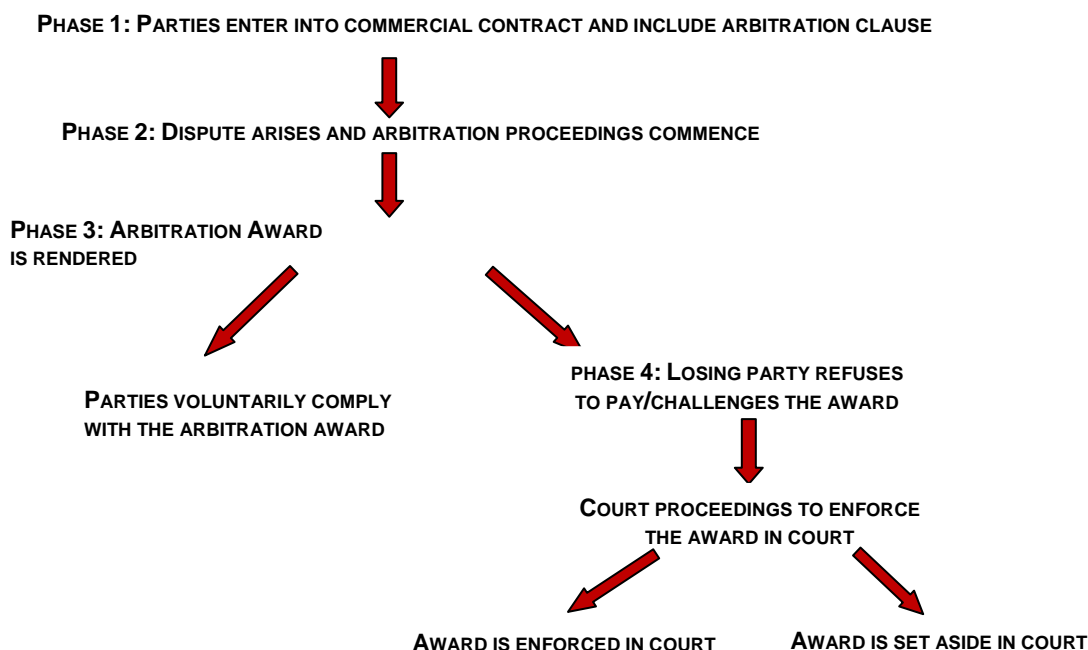 PHASE 1: PARTIES ENTER INTO COMMERCIAL CONTRACT AND INCLUDE ARBITRATION CLAUSE
PHASE 2: DISPUTE ARISES AND ARBITRATION PROCEEDINGS COMMENCE
PHASE 3: ARBITRATION AWARD
IS RENDERED
PARTIES VOLUNTARILY COMPLY
WITH THE ARBITRATION AWARD
PHASE 4: LOSING PARTY REFUSES
TO PAY/CHALLENGES THE AWARD
COURT PROCEEDINGS TO ENFORCE
THE AWARD IN COURT
AWARD IS ENFORCED IN COURT
AWARD IS SET ASIDE IN COURT